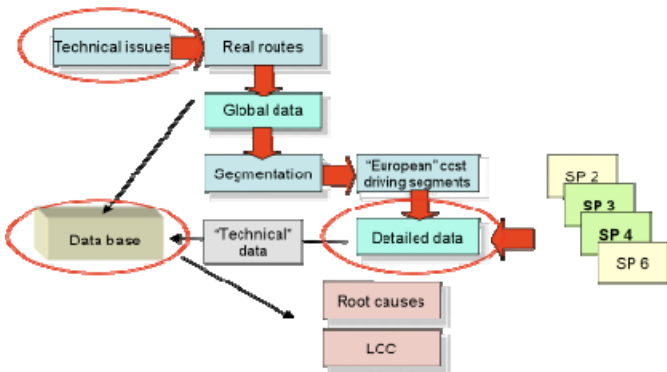 Technical issues
Real routes
Global data
Segmentation
"European" cost
driving segments
SP 2
SP 3
SP 4
SP 6
Data base
"Technical"
data
Detailed data
Root causes
LCC